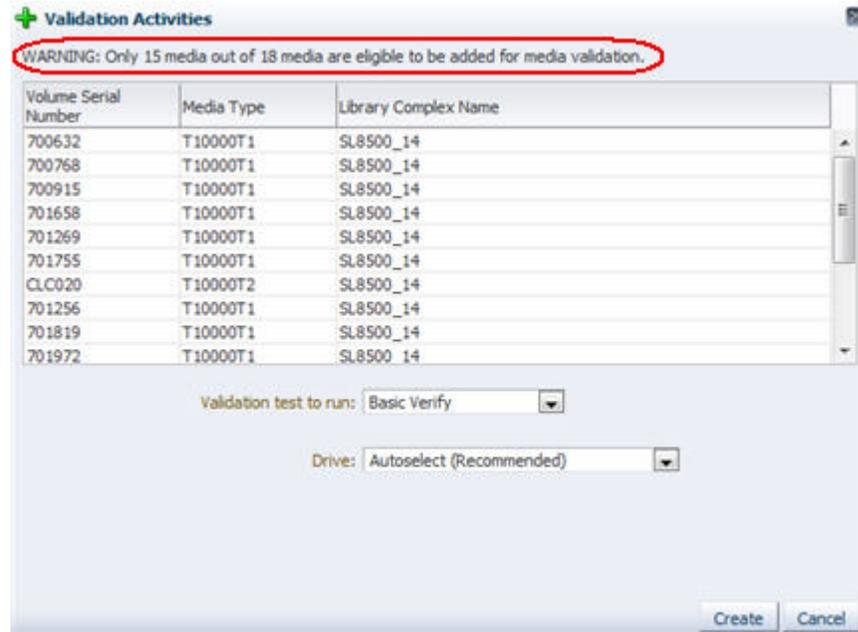 Validation Activities
WARNING: Only 15 media out of 18 media are eligible to be added for media validation.
Volume Serial Number Media Type Library Complex Name
700632 T10000T1 SL8500_14
700768 T10000T1 SL8500_14
700915 T10000T1 SL8500_14
701658 T10000T1 SL8500_14
701269 T10000T1 SL8500_14
701755 T10000T1 SL8500_14
CLC020 T10000T2 SL8500_14
701256 T10000T1 SL8500_14
701819 T10000T1 SL8500_14
701972 T10000T1 SL8500_14
Validation test to run: Basic Verify
Drive: Autoselect (Recommended)
Create Cancel